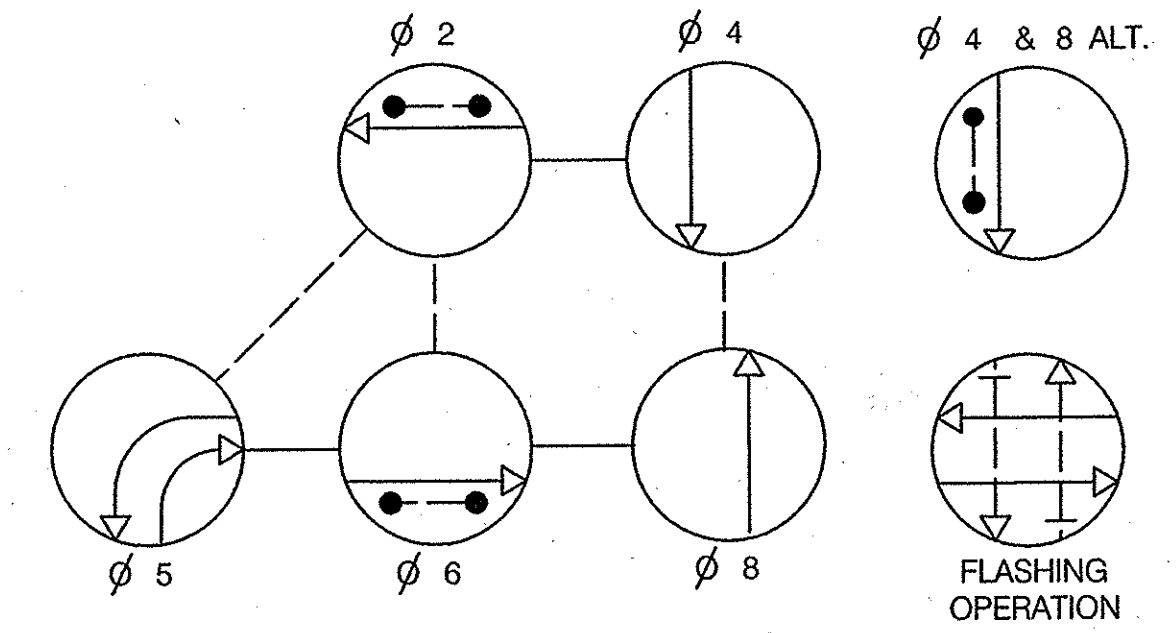 Ø 2
Ø 4
Ø 4 & 8 ALT.
Ø 5
Ø 6
Ø 8
FLASHING
OPERATION